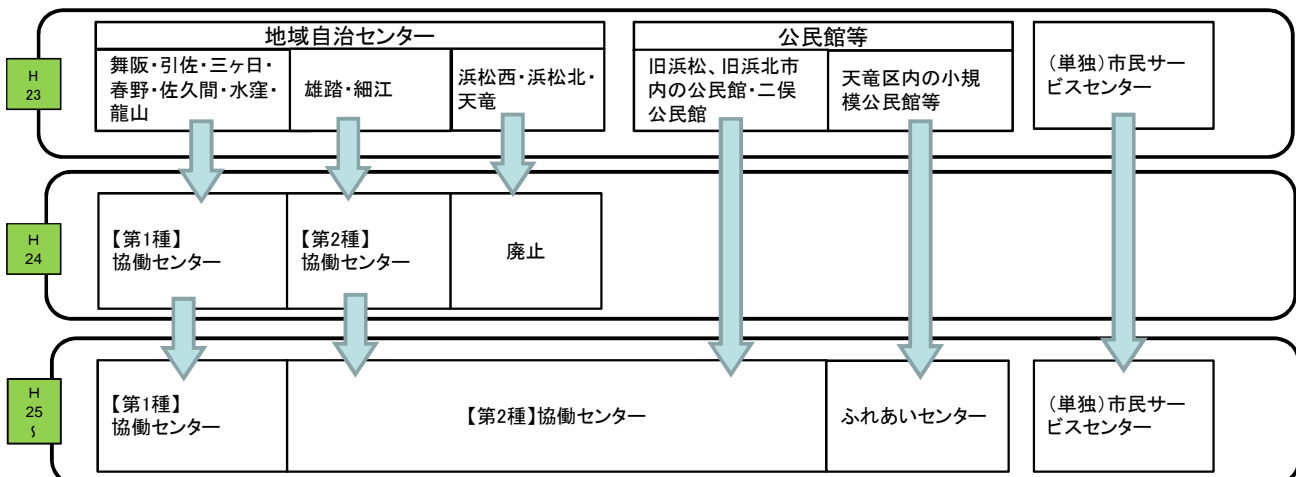 H
23
地域自治センター
舞阪・引佐・三ヶ日・
春野・佐久間・水窪・
龍山
雄踏・細江
浜松西・浜松北・
天竜
公民館等
旧浜松、旧浜北市
内の公民館・二俣
公民館
天竜区内の小規
模公民館等
(単独)市民サー
ビスセンター
H
24
【第1種】
協働センター
【第2種】
協働センター
廃止
H
25
~
【第1種】
協働センター
【第2種】協働センター
ふれあいセンター
(単独)市民サー
ビスセンター